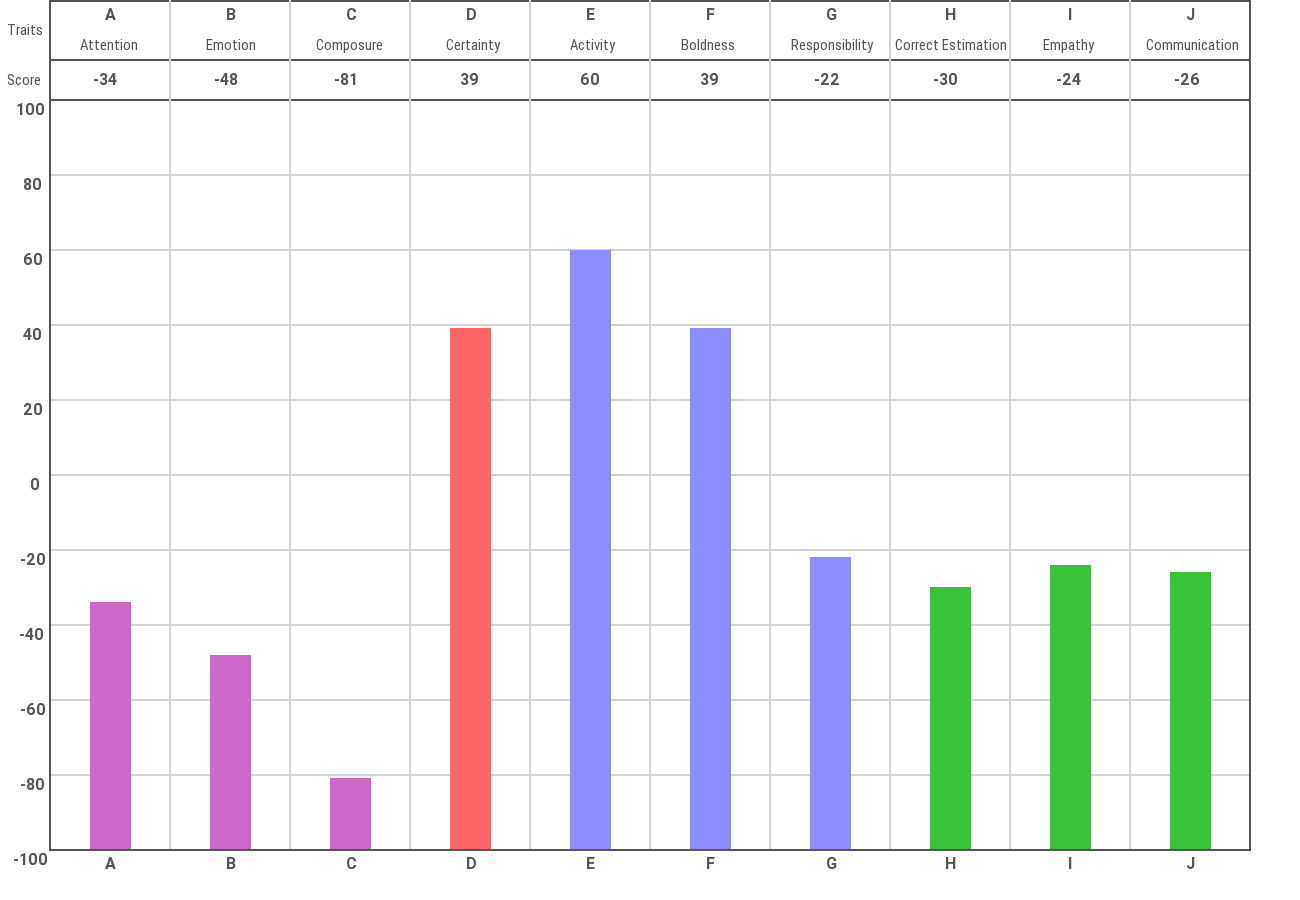 Traits A B C D E F G H I J
Attention Emotion Composure Certainty Activity Boldness Responsibility Correct Estimation Empathy Communication
Score -34 -48 -81 39 60 39 -22 -30 -24 -26
100
80
60
40
20
0
-20
-40
-60
-80
-100
A B C D E F G H I J